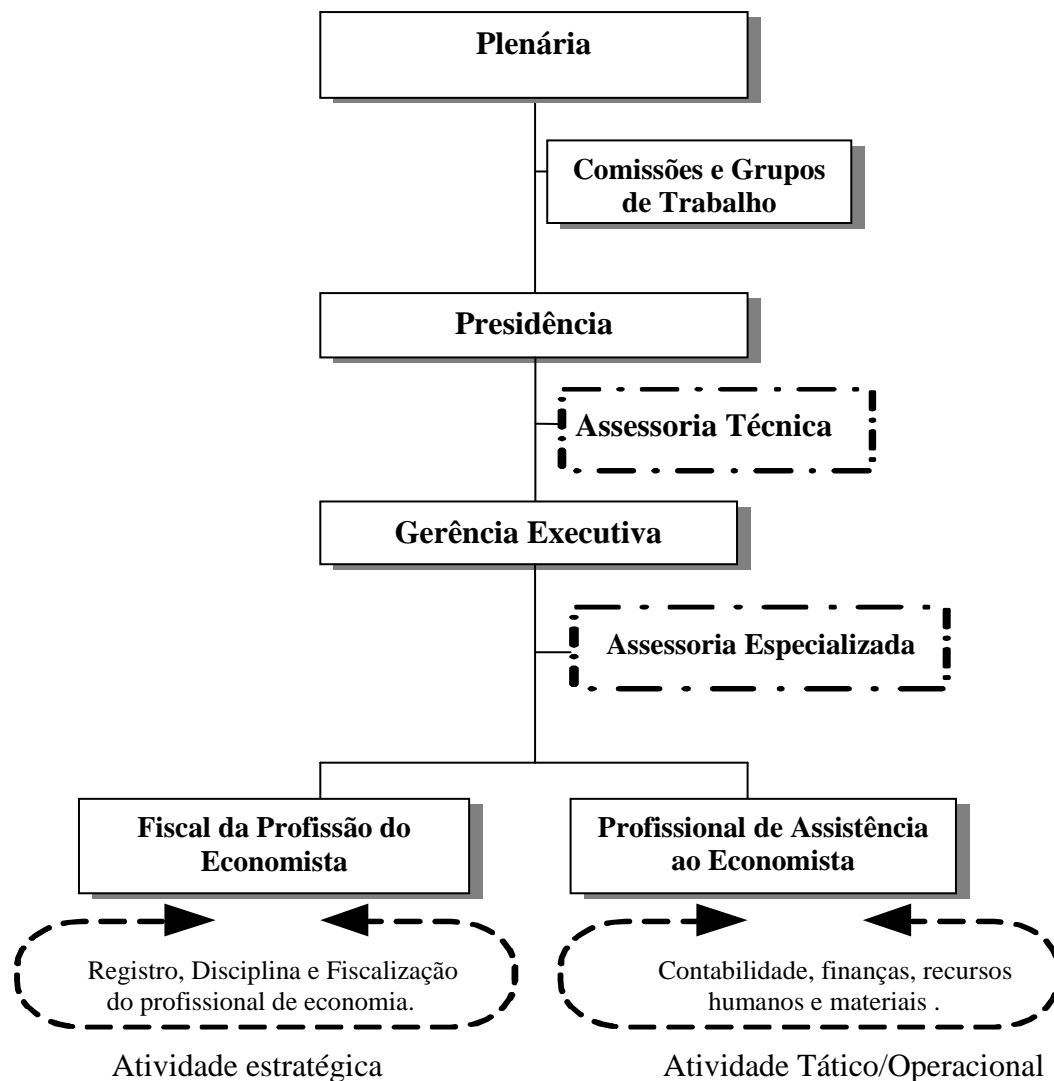 Plenária
Comissões e Grupos
de Trabalho
Presidência
Assessoria Técnica
Gerência Executiva
Assessoria Especializada
Fiscal da Profissão do
Economista
Profissional de Assistência
ao Economista
Registro, Disciplina e Fiscalização
do profissional de economia.
Contabilidade, finanças, recursos
humanos e materiais .
Atividade estratégica
Atividade Tático/Operacional